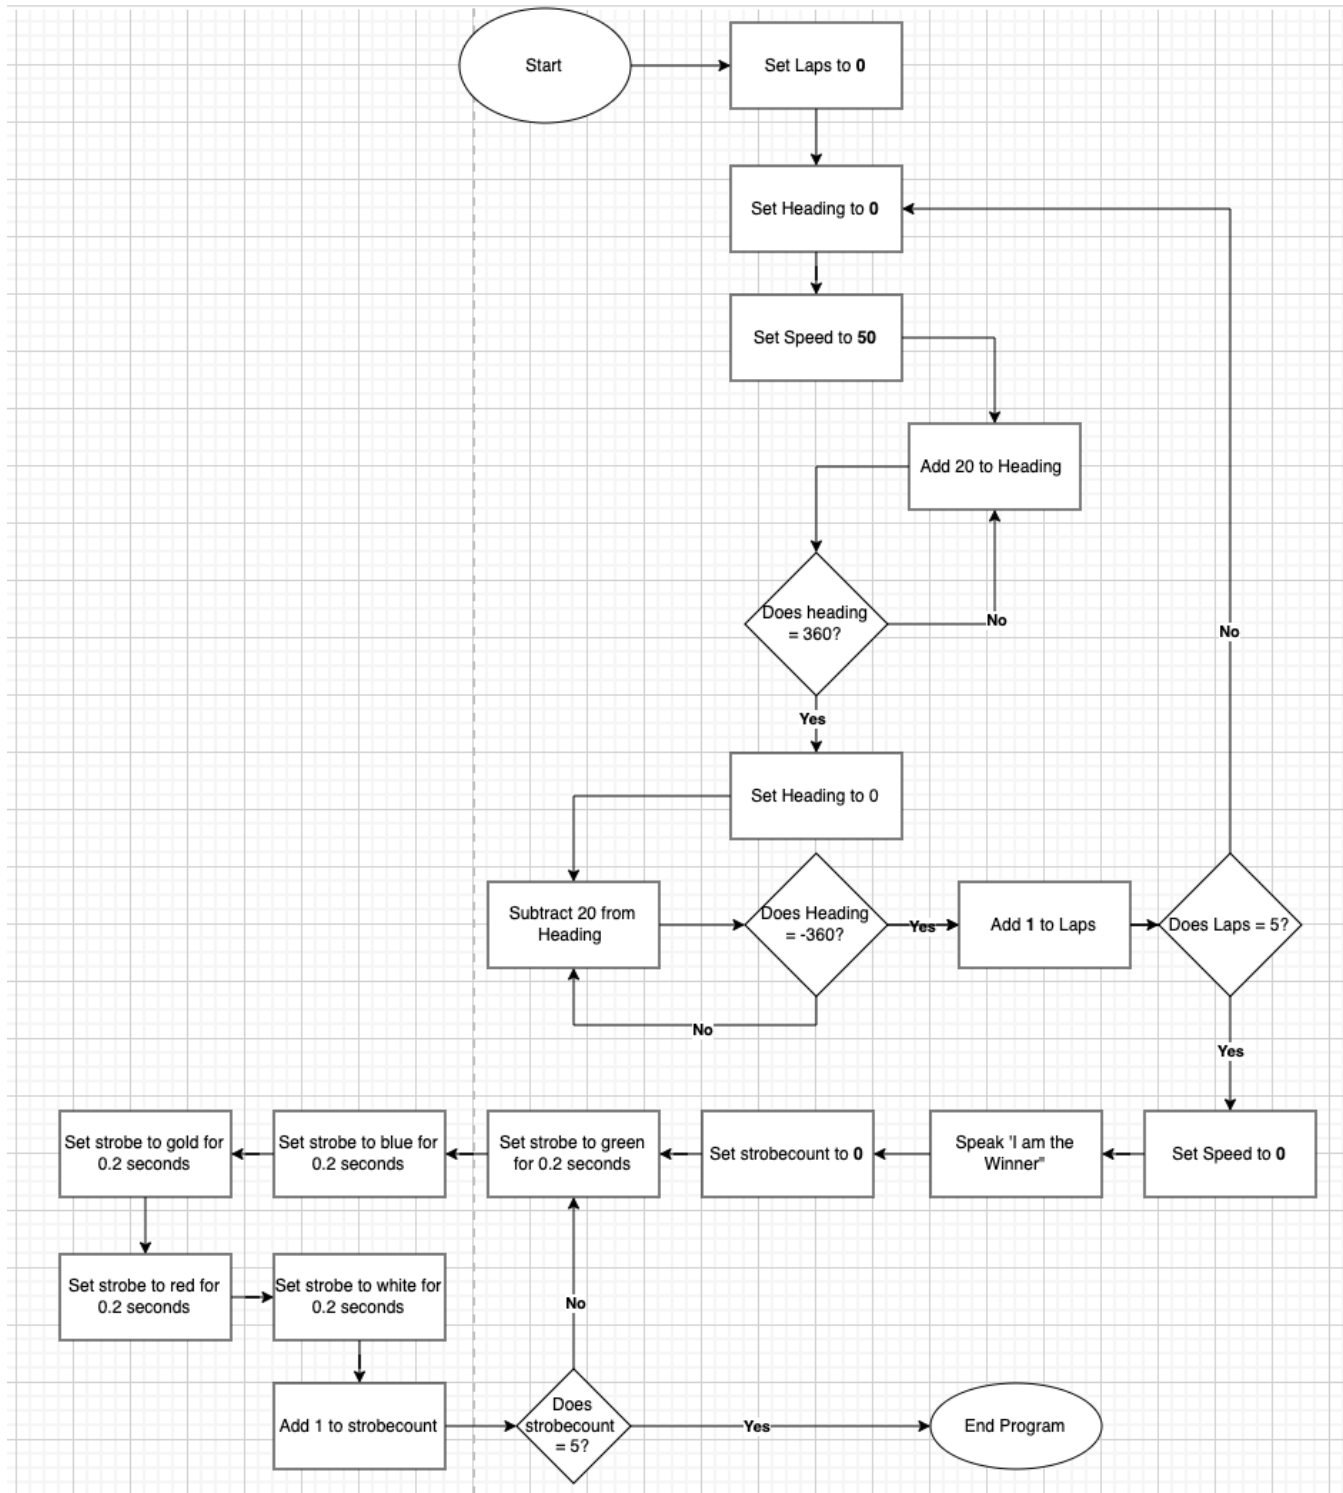 Start
Set Laps to 0
Set Heading to 0
Set Speed to 50
Add 20 to Heading
Does heading
= 360?
No
No
Yes
Set Heading to 0
Subtract 20 from
Heading
Does Heading
= -360?
Yes
Add 1 to Laps
Does Laps = 5?
No
Yes
Set strobe to gold for
0.2 seconds
Set strobe to blue for
0.2 seconds
Set strobe to green
for 0.2 seconds
Set strobecount to 0
Speak 'I am the
Winner"
Set Speed to 0
Set strobe to red for
0.2 seconds
Set strobe to white for
0.2 seconds
No
Add 1 to strobecount
Does
strobecount
= 5?
Yes
End Program